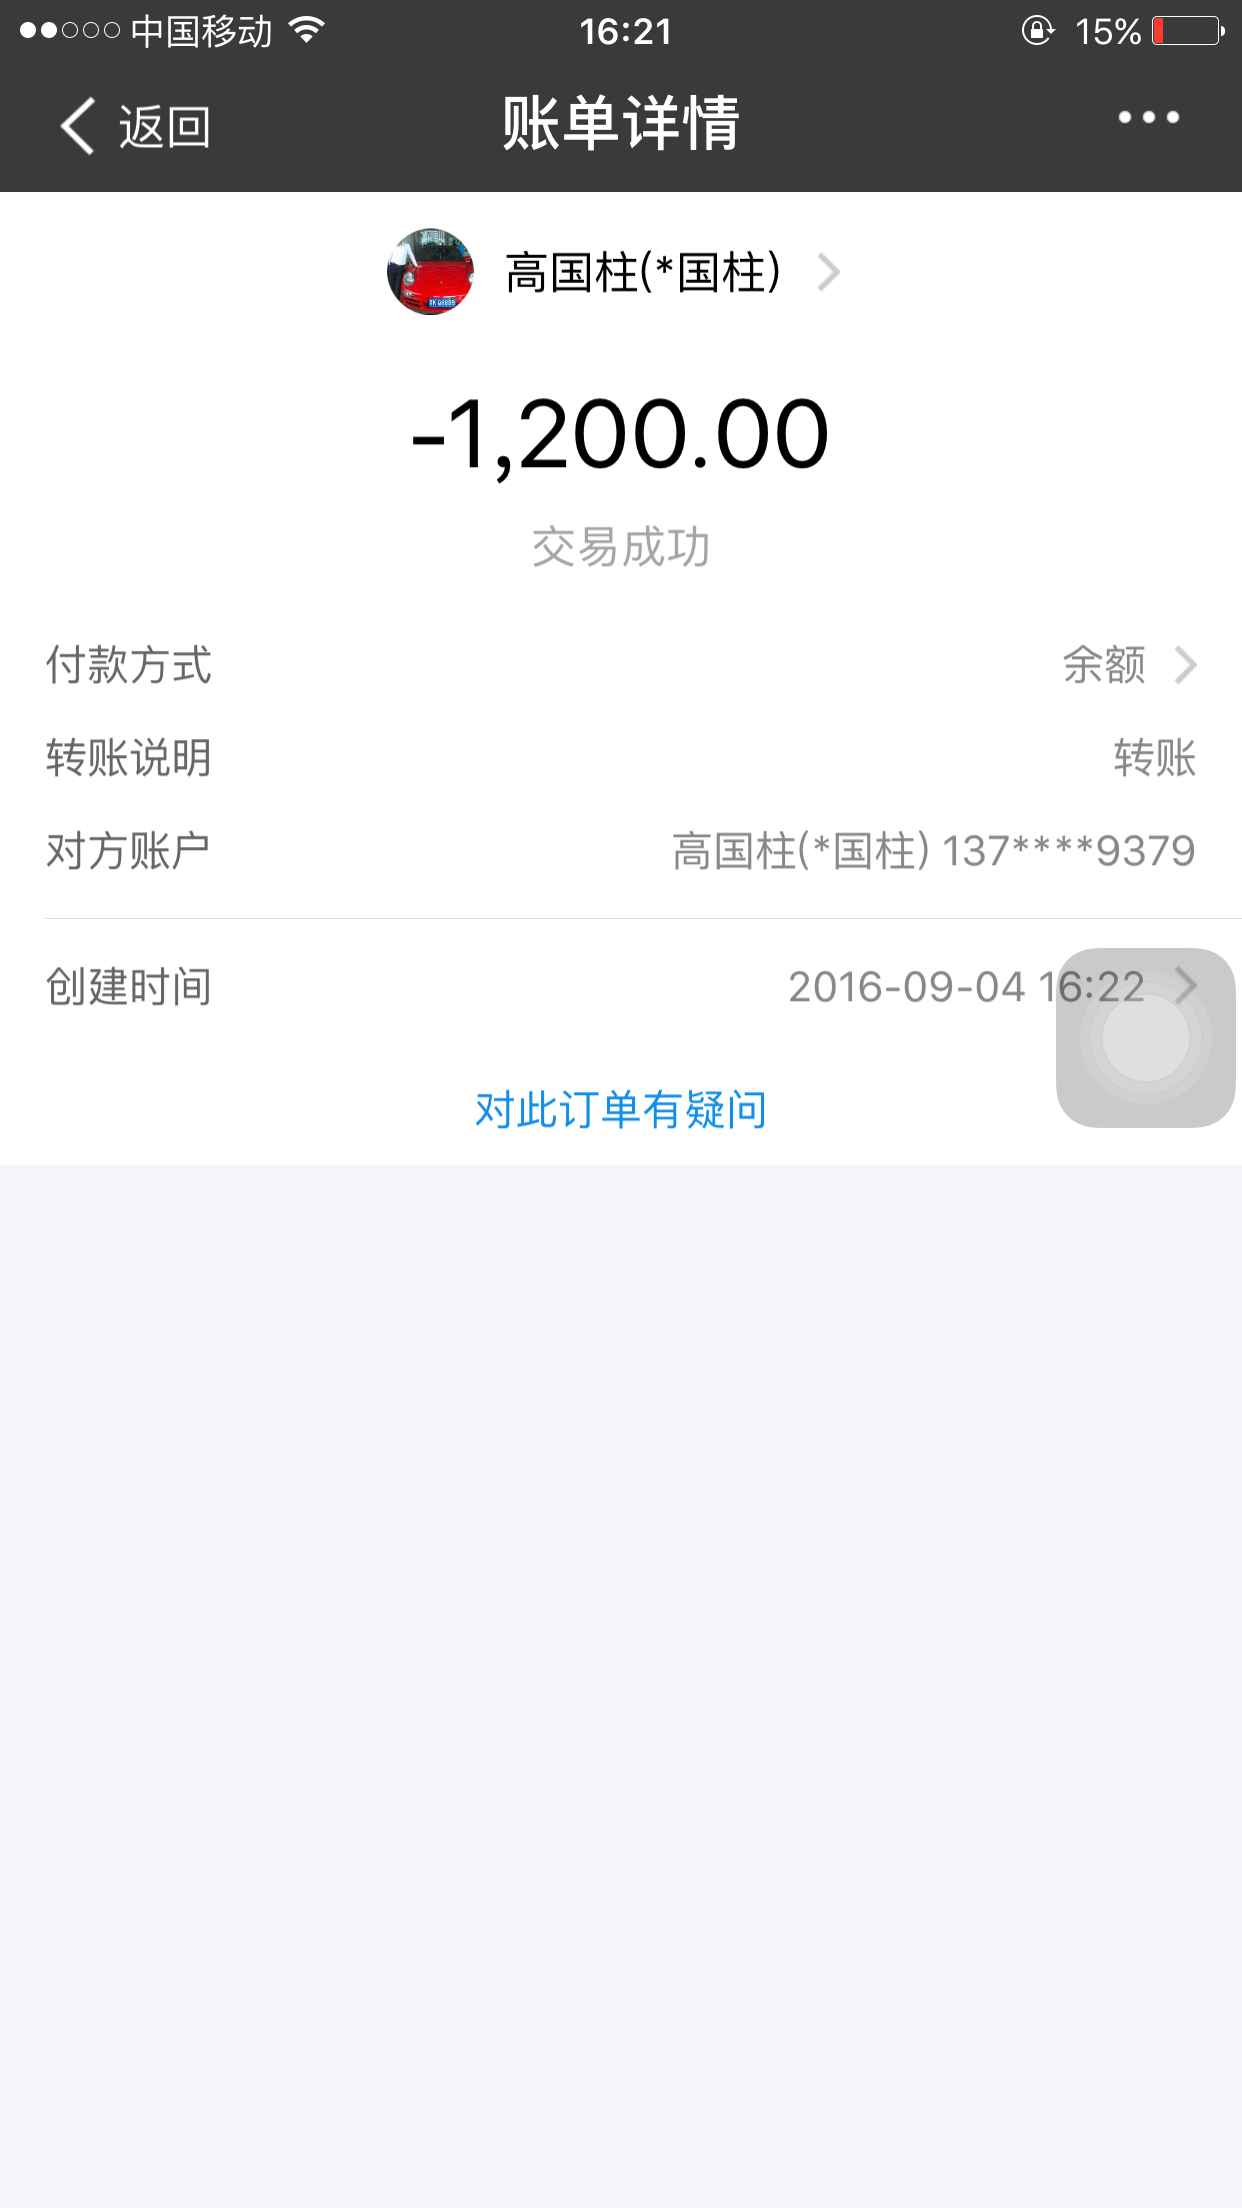 中国移动 16:21 15%
返回 账单详情
高国柱(*国柱)
-1,200.00
交易成功
付款方式 余额
转账说明 转账
对方账户 高国柱(*国柱) 137****9379
创建时间 2016-09-04 16:22
对此订单有疑问